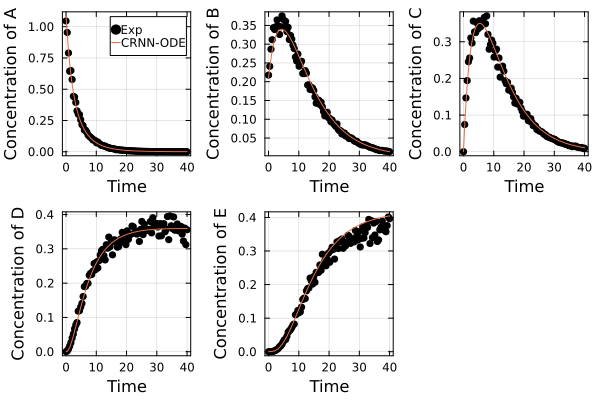 Concentration of A
1.00
0.75
0.50
0.25
0.00
0 10 20 30 40
Time
Exp
CRNN-ODE
Concentration of B
0.35
0.30
0.25
0.20
0.15
0.10
0.05
0 10 20 30 40
Time
Concentration of C
0.3
0.2
0.1
0.0
0 10 20 30 40
Time
Concentration of D
0.4
0.3
0.2
0.1
0.0
0 10 20 30 40
Time
Concentration of E
0.4
0.3
0.2
0.1
0.0
0 10 20 30 40
Time